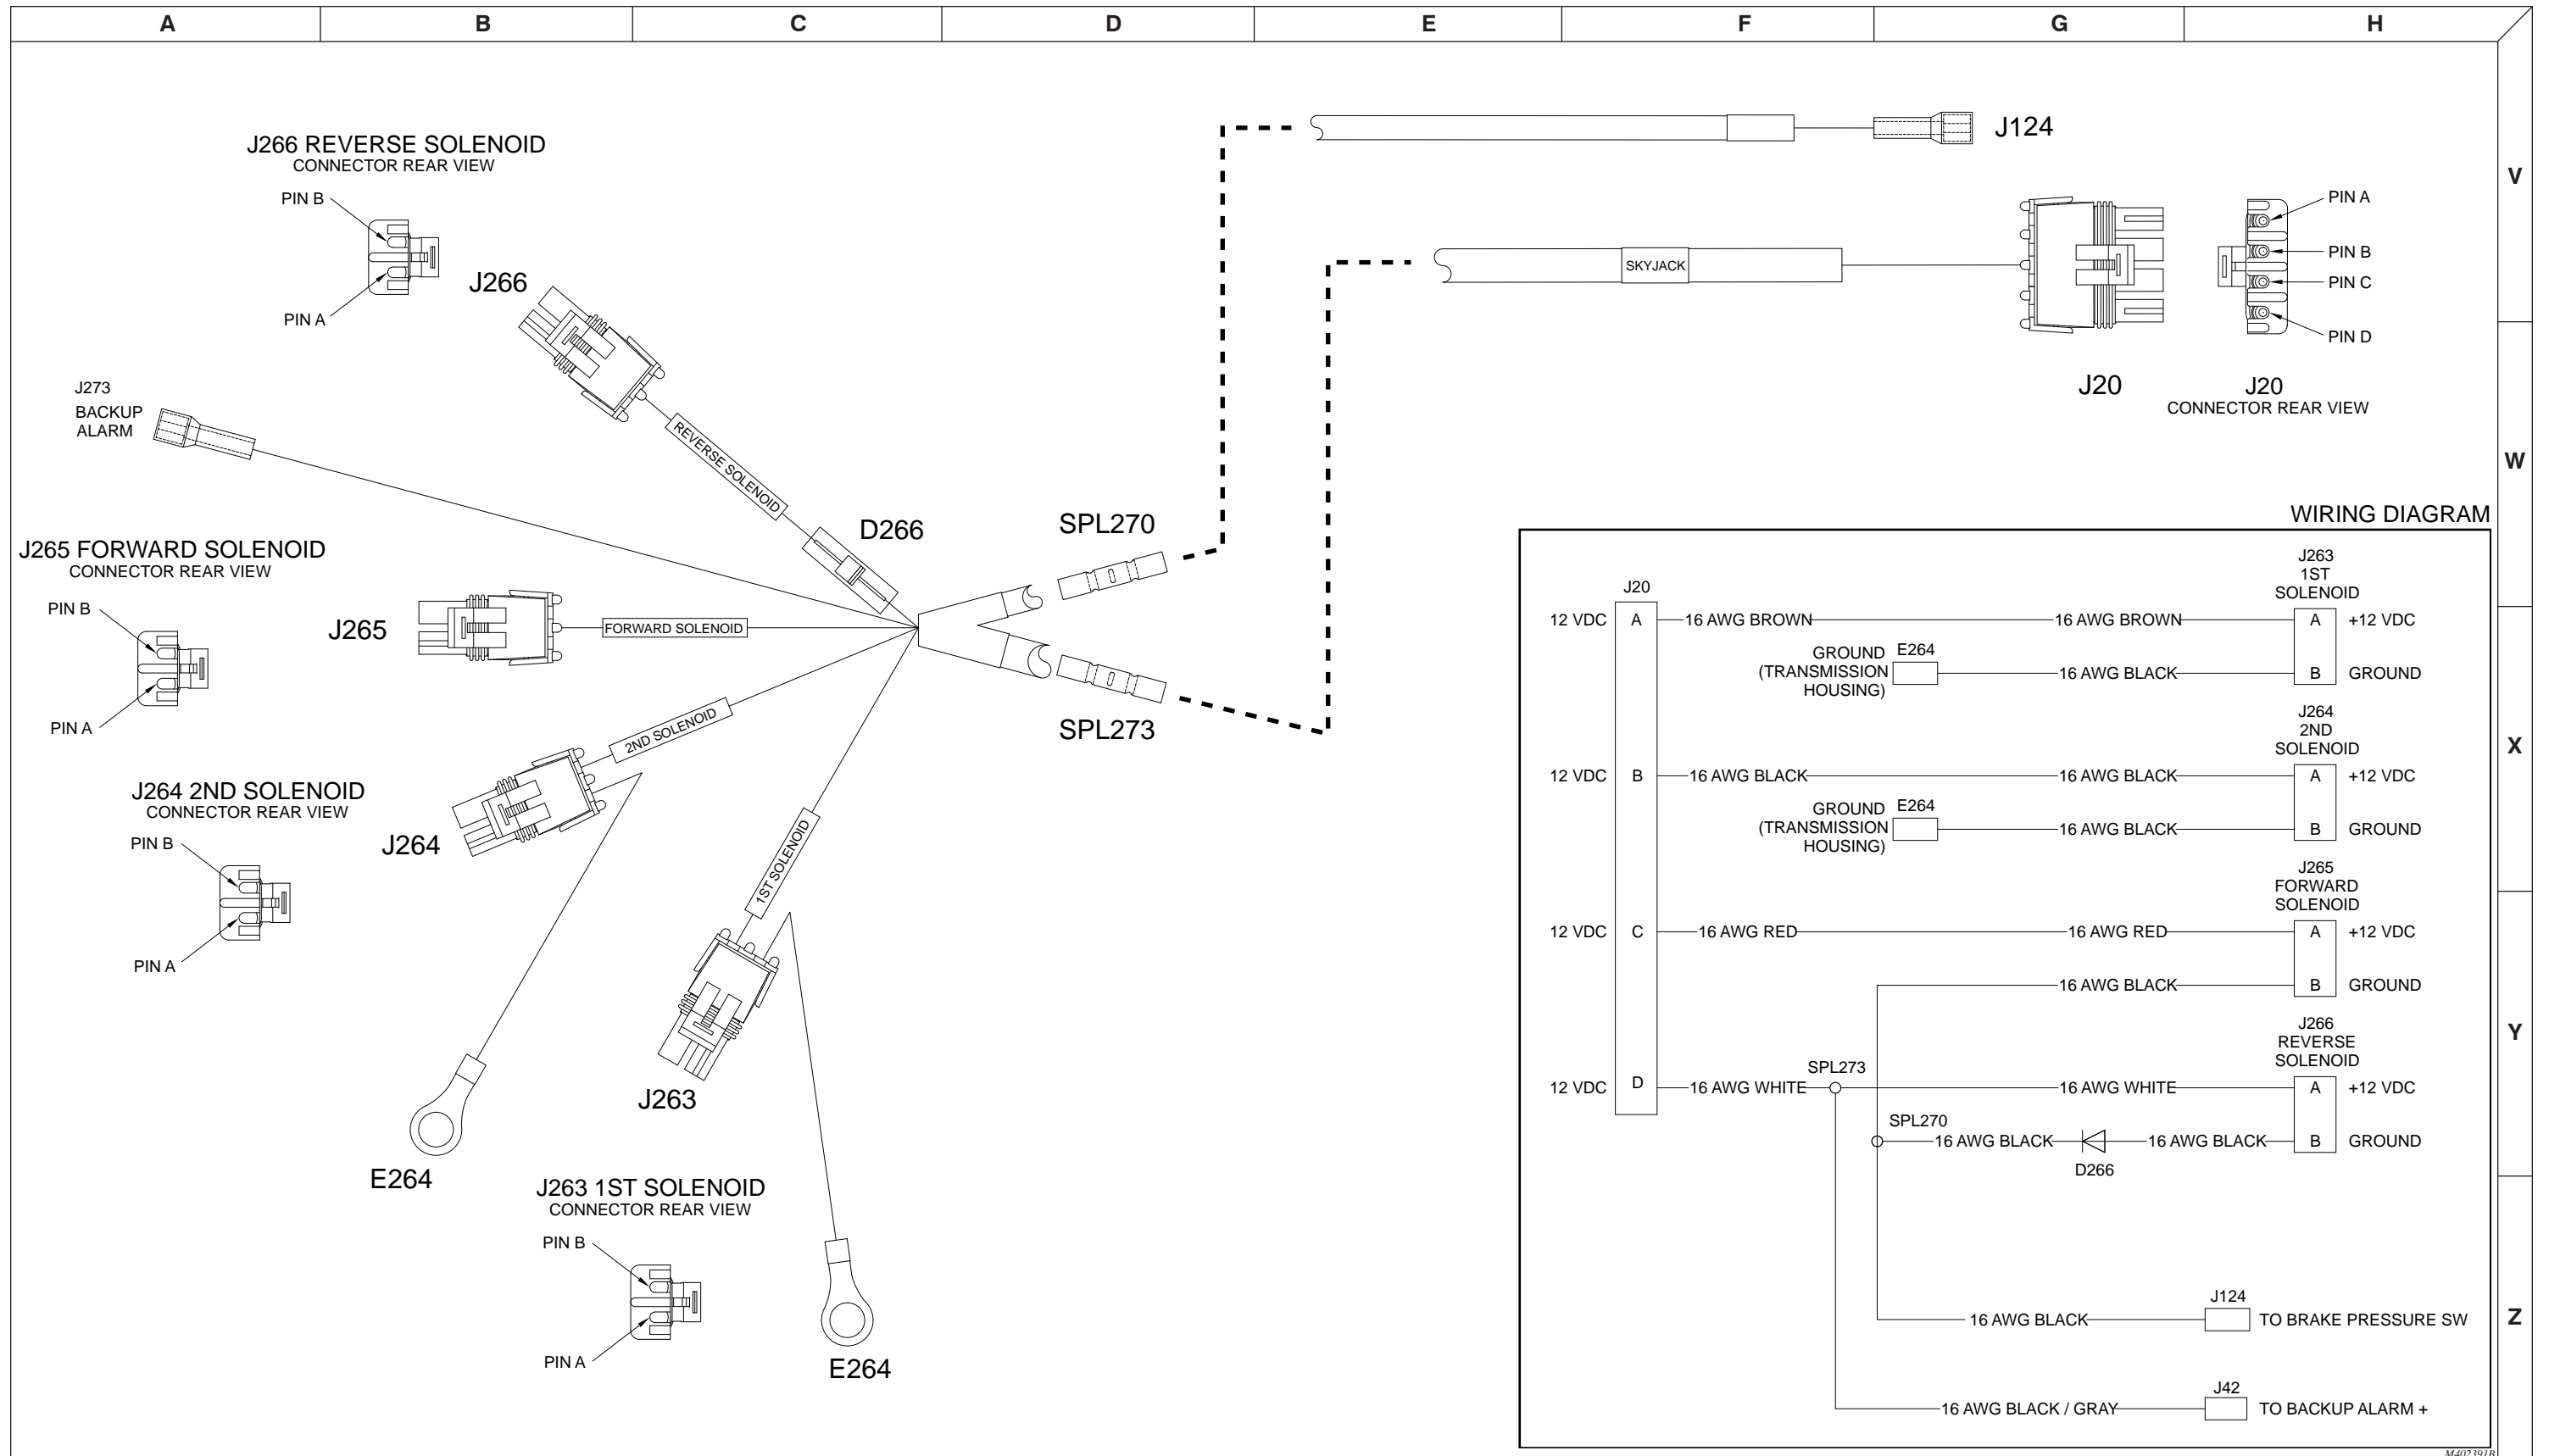 A B C D E F G H
V
W
X
Y
Z
J266 REVERSE SOLENOID
CONNECTOR REAR VIEW
PIN B
PIN A
J266
J273
BACKUP
ALARM
REVERSE SOLENOID
D266
J265 FORWARD SOLENOID
CONNECTOR REAR VIEW
PIN B
PIN A
J265
FORWARD SOLENOID
J264 2ND SOLENOID
CONNECTOR REAR VIEW
PIN B
PIN A
J264
2ND SOLENOID
1ST SOLENOID
J263
E264
J263 1ST SOLENOID
CONNECTOR REAR VIEW
PIN B
PIN A
E264
SPL270
SPL273
J124
SKYJACK
J20
PIN A
PIN B
PIN C
PIN D
J20
CONNECTOR REAR VIEW
WIRING DIAGRAM
J20
J263
1ST
SOLENOID
12 VDC A 16 AWG BROWN 16 AWG BROWN A +12 VDC
GROUND
(TRANSMISSION
HOUSING)
E264
16 AWG BLACK B GROUND
J264
2ND
SOLENOID
12 VDC B 16 AWG BLACK 16 AWG BLACK A +12 VDC
GROUND
(TRANSMISSION
HOUSING)
E264
16 AWG BLACK B GROUND
J265
FORWARD
SOLENOID
12 VDC C 16 AWG RED 16 AWG RED A +12 VDC
16 AWG BLACK B GROUND
J266
REVERSE
SOLENOID
SPL273
12 VDC D 16 AWG WHITE 16 AWG WHITE A +12 VDC
SPL270
16 AWG BLACK 16 AWG BLACK B GROUND
D266
J124
16 AWG BLACK TO BRAKE PRESSURE SW
J42
16 AWG BLACK / GRAY TO BACKUP ALARM +
M402391B